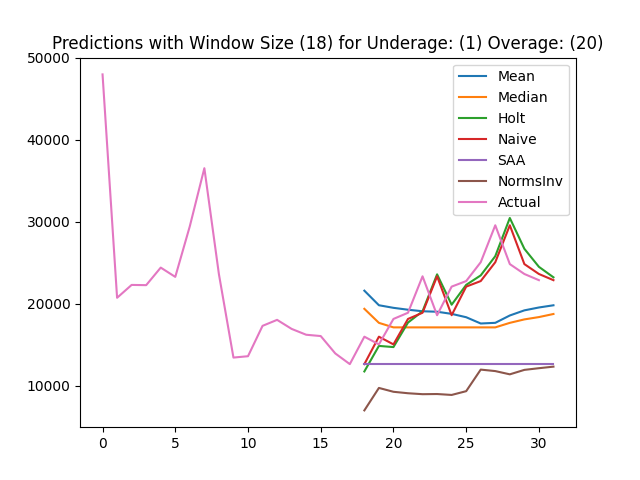 Predictions with Window Size (18) for Underage: (1) Overage: (20)
50000
40000
30000
20000
10000
0
5
10
15
20
25
30
Mean
Median
Holt
Naive
SAA
NormsInv
Actual